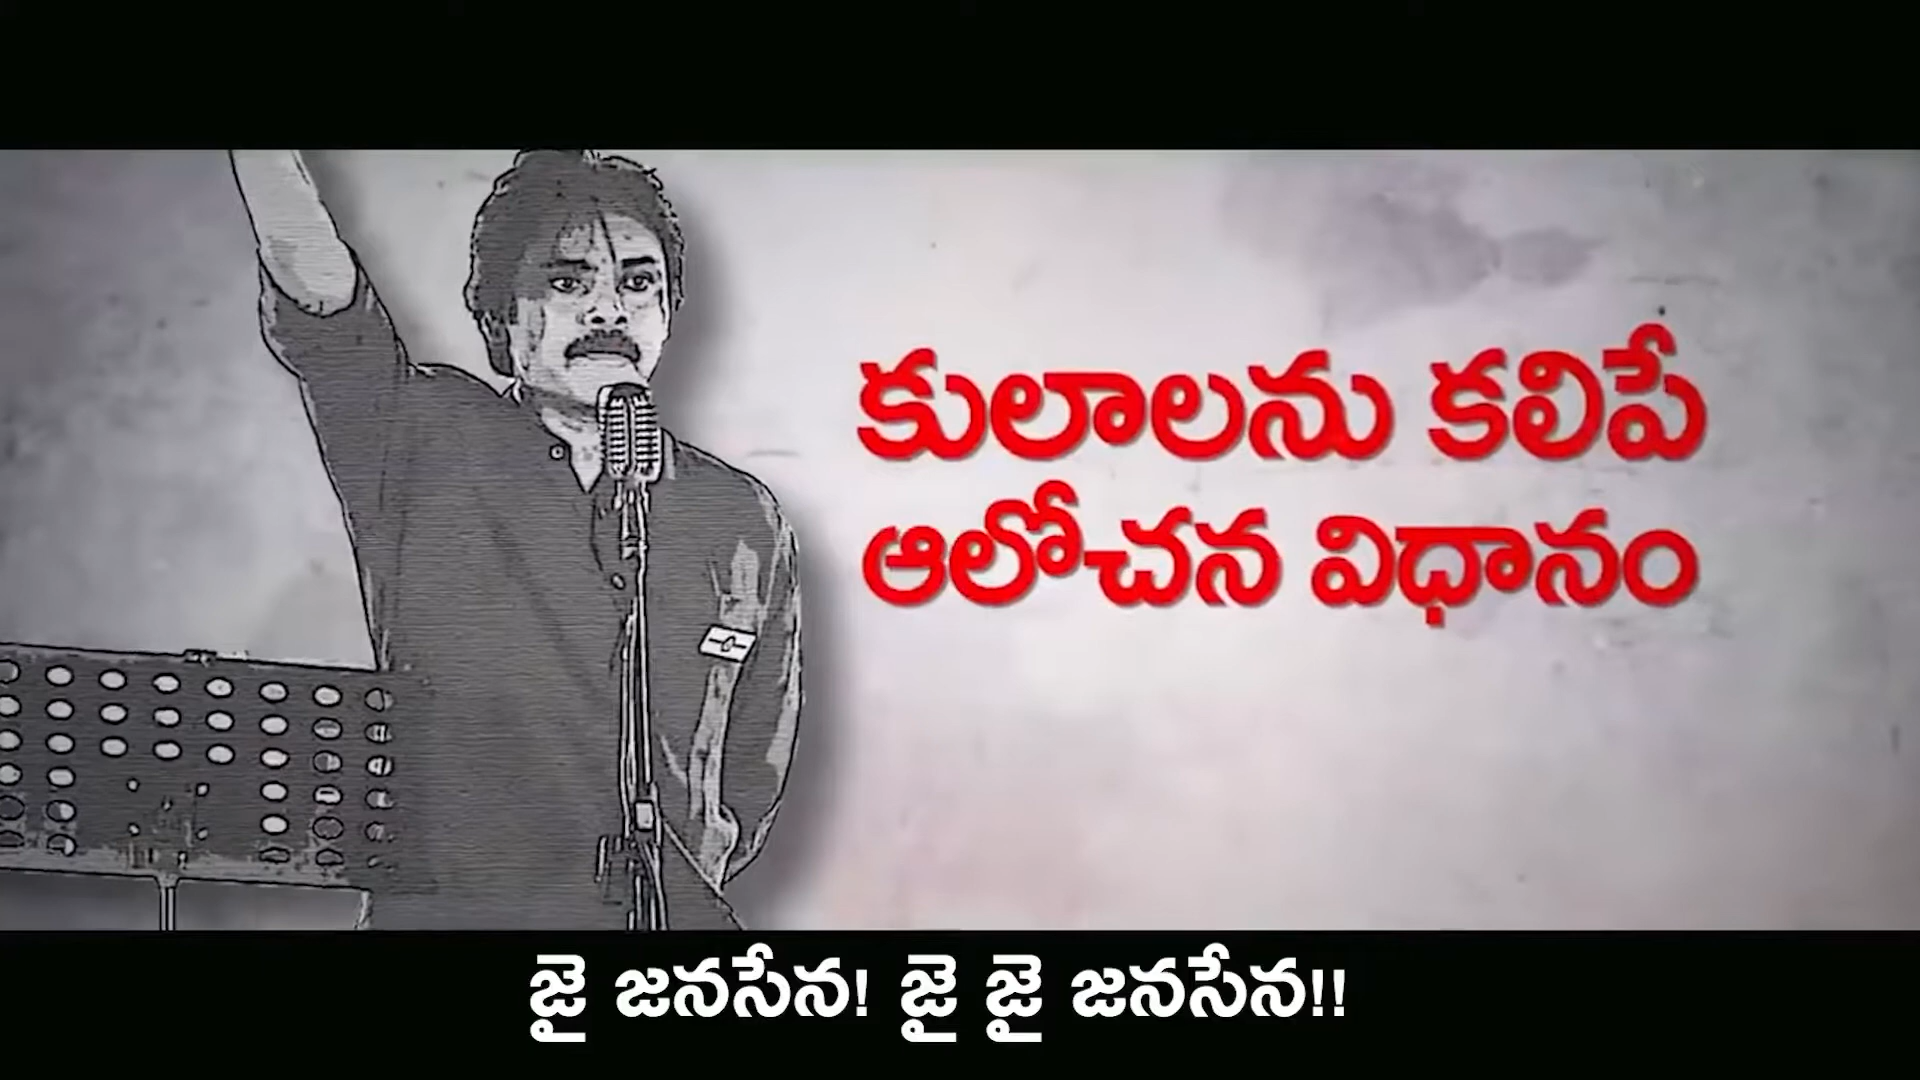 కులాలను కలిపే
ఆలోచన విధానం
జై జనసేన! జై జై జనసేన!!